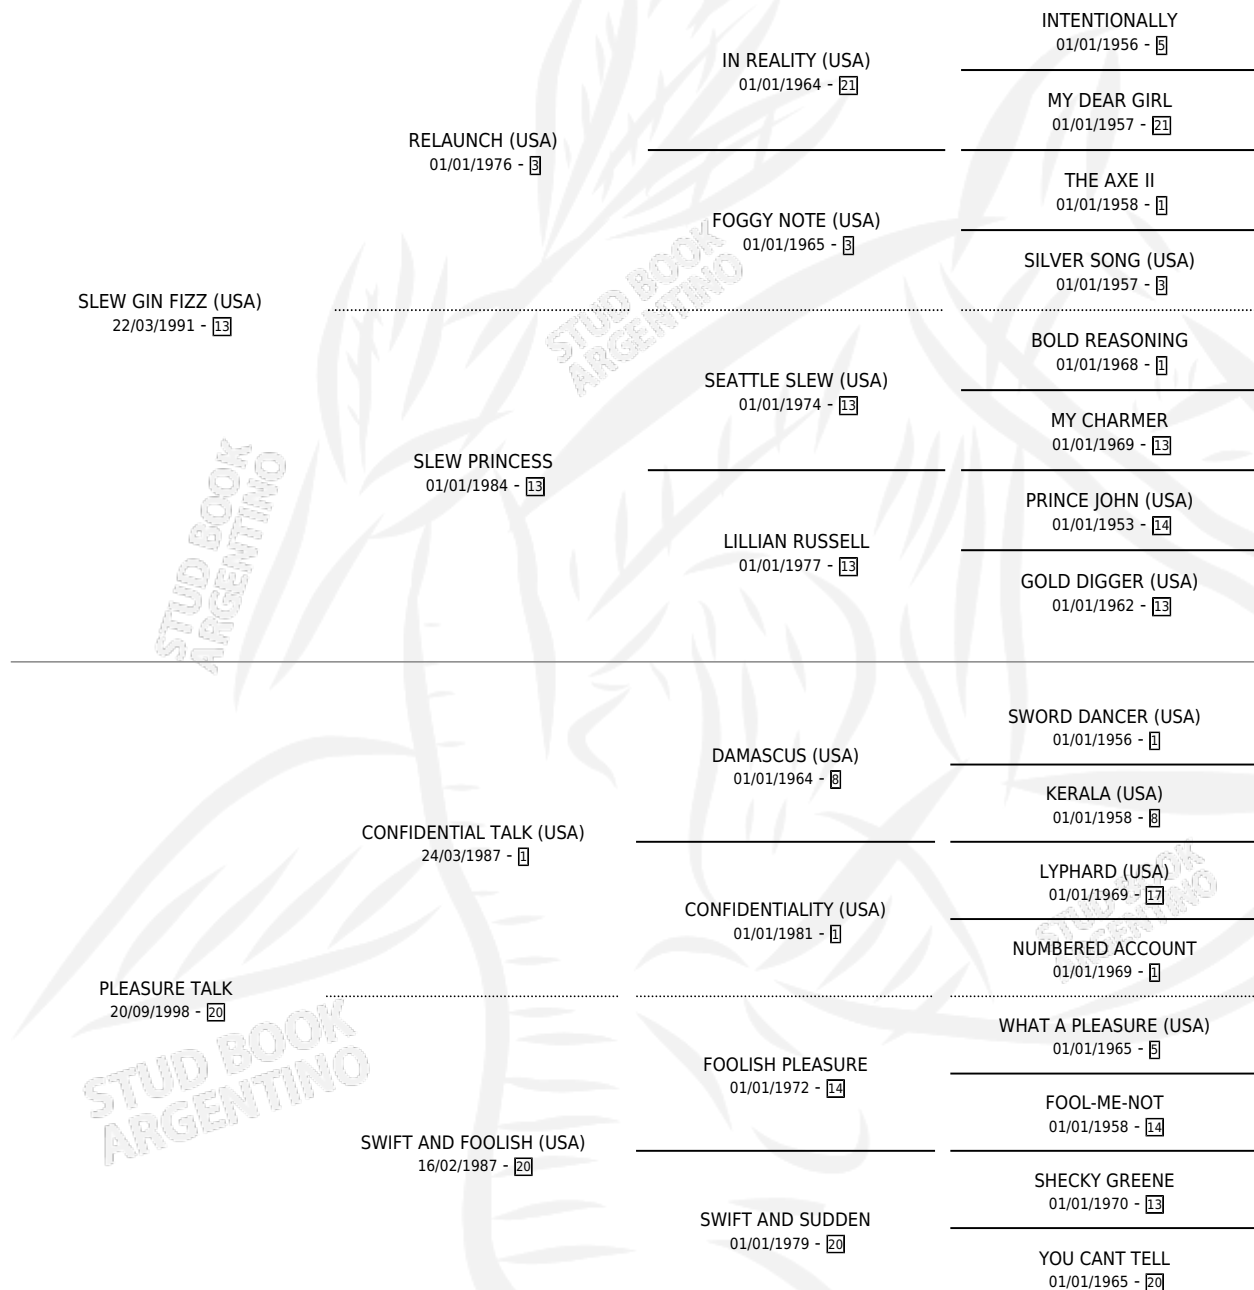 INTENTIONALLY
01/01/1956 - 5
IN REALITY (USA)
01/01/1964 - 21
MY DEAR GIRL
01/01/1957 - 21
RELAUNCH (USA)
01/01/1976 - 3
THE AXE II
01/01/1958 - 1
FOGGY NOTE (USA)
01/01/1965 - 3
SILVER SONG (USA)
01/01/1957 - 3
SLEW GIN FIZZ (USA)
22/03/1991 - 13
STUD BOOK
ARGENTINO
BOLD REASONING
01/01/1968 - 1
SEATTLE SLEW (USA)
01/01/1974 - 13
MY CHARMER
01/01/1969 - 13
SLEW PRINCESS
01/01/1984 - 13
PRINCE JOHN (USA)
01/01/1953 - 14
LILLIAN RUSSELL
01/01/1977 - 13
GOLD DIGGER (USA)
01/01/1962 - 13
STUD BOOK
ARGENTINO
SWORD DANCER (USA)
01/01/1956 - 1
DAMASCUS (USA)
01/01/1964 - 8
KERALA (USA)
01/01/1958 - 8
CONFIDENTIAL TALK (USA)
24/03/1987 - 1
LYPHARD (USA)
01/01/1969 - 17
STUD BOOK
ARGENTINO
CONFIDENTIALITY (USA)
01/01/1981 - 1
NUMBERED ACCOUNT
01/01/1969 - 1
PLEASURE TALK
20/09/1998 - 20
STUD BOOK
ARGENTINO
WHAT A PLEASURE (USA)
01/01/1965 - 5
FOOLISH PLEASURE
01/01/1972 - 14
FOOL-ME-NOT
01/01/1958 - 14
SWIFT AND FOOLISH (USA)
16/02/1987 - 20
SHECKY GREENE
01/01/1970 - 13
SWIFT AND SUDDEN
01/01/1979 - 20
YOU CANT TELL
01/01/1965 - 20